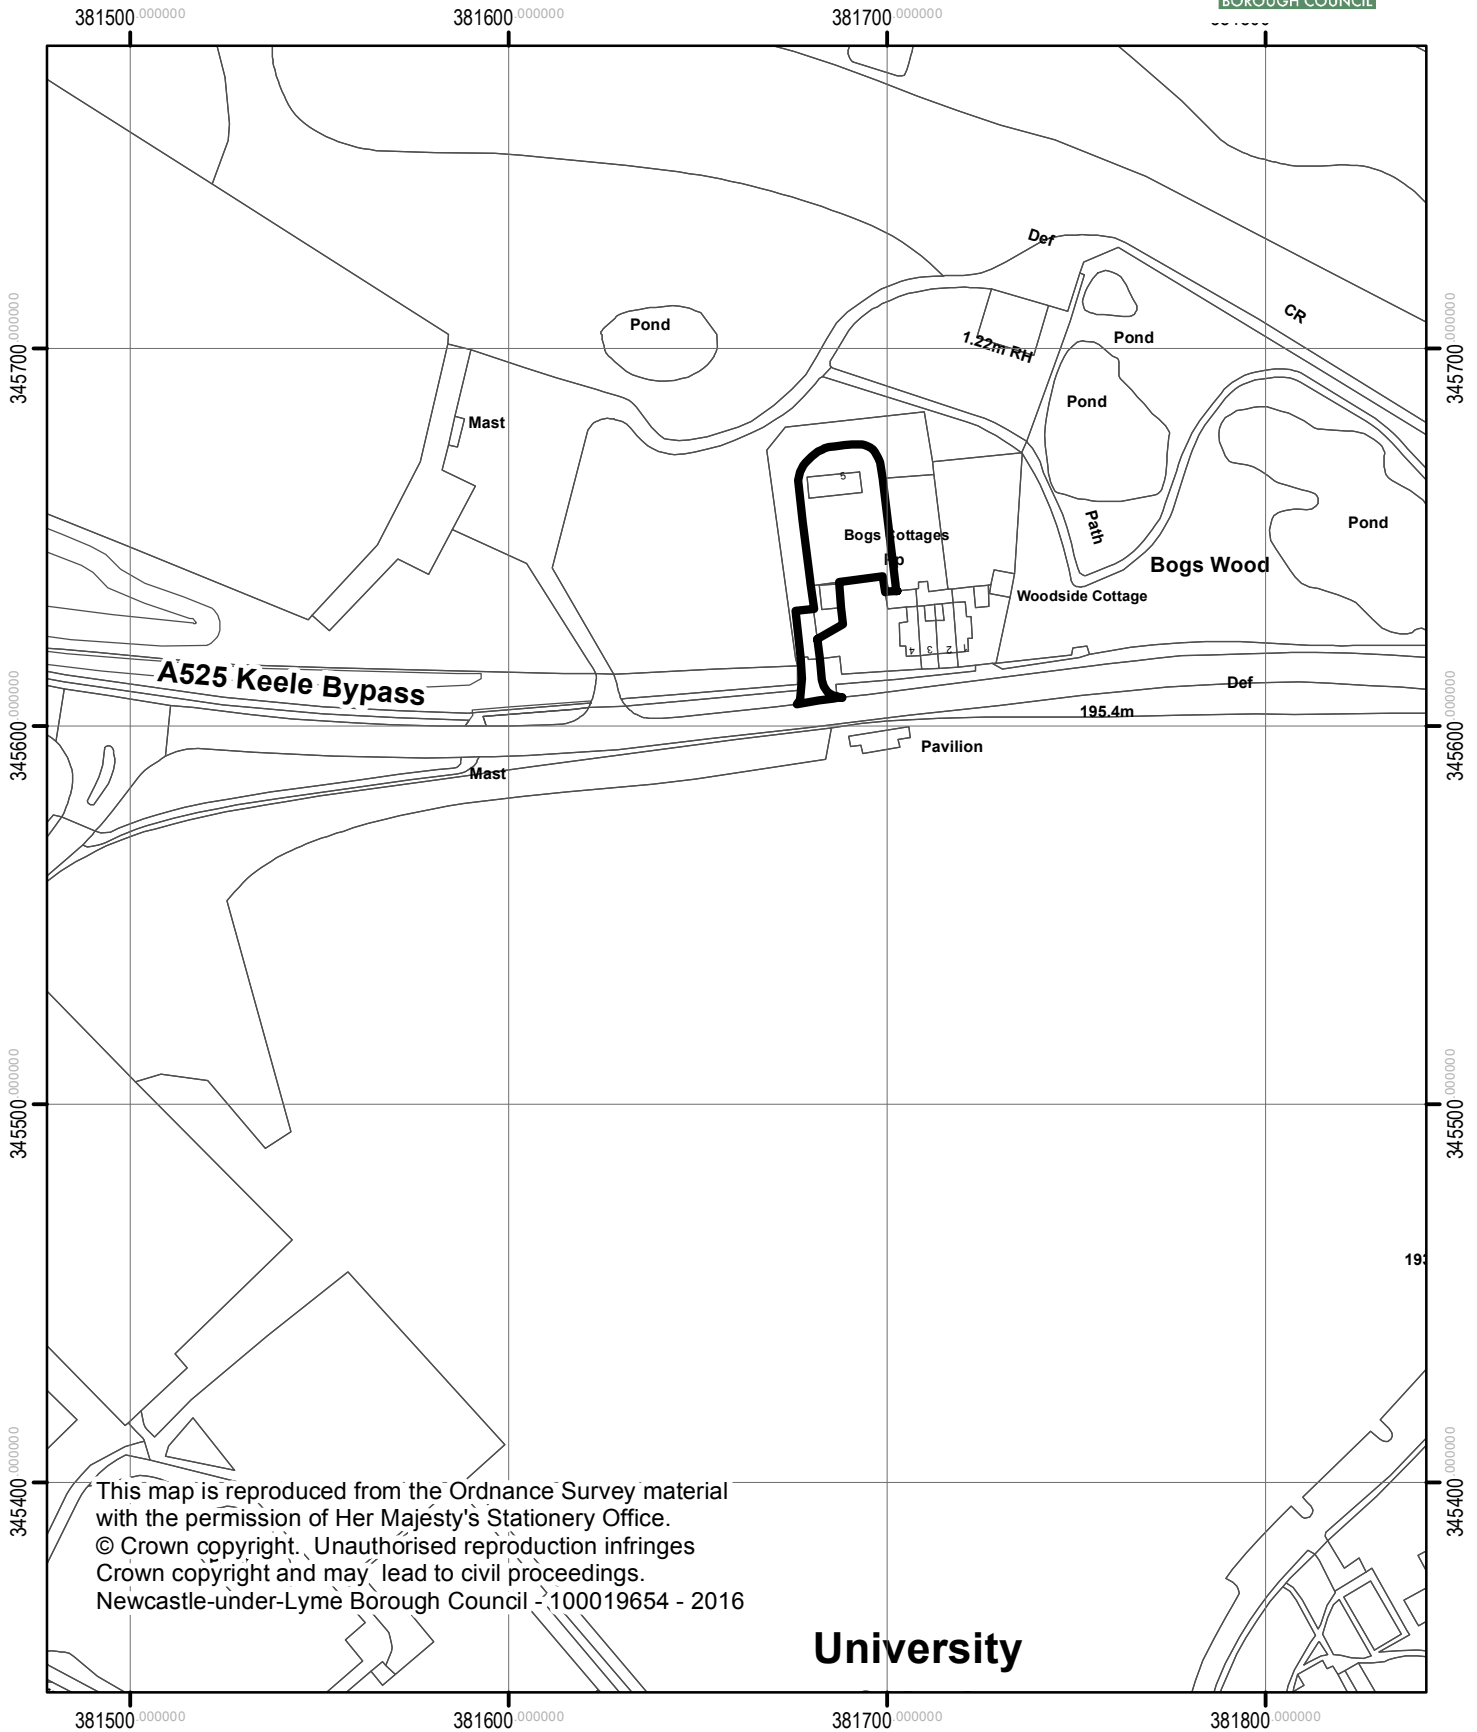 BOROUGH COUNCIL
381500.000000
381600.000000
381700.000000
Def
CR
345700.000000
345700.000000
Pond
1.22m RH
Pond
Pond
Mast
5
Path
Pond
Bogs Cottages
Bogs Wood
Woodside Cottage
4 3 2 1
A525 Keele Bypass
Def
195.4m
345600.000000
345600.000000
Pavilion
Mast
345500.000000
345500.000000
193
345400.000000
345400.000000
This map is reproduced from the Ordnance Survey material
with the permission of Her Majesty's Stationery Office.
© Crown copyright. Unauthorised reproduction infringes
Crown copyright and may lead to civil proceedings.
Newcastle-under-Lyme Borough Council - 100019654 - 2016
University
381500.000000
381600.000000
381700.000000
381800.000000